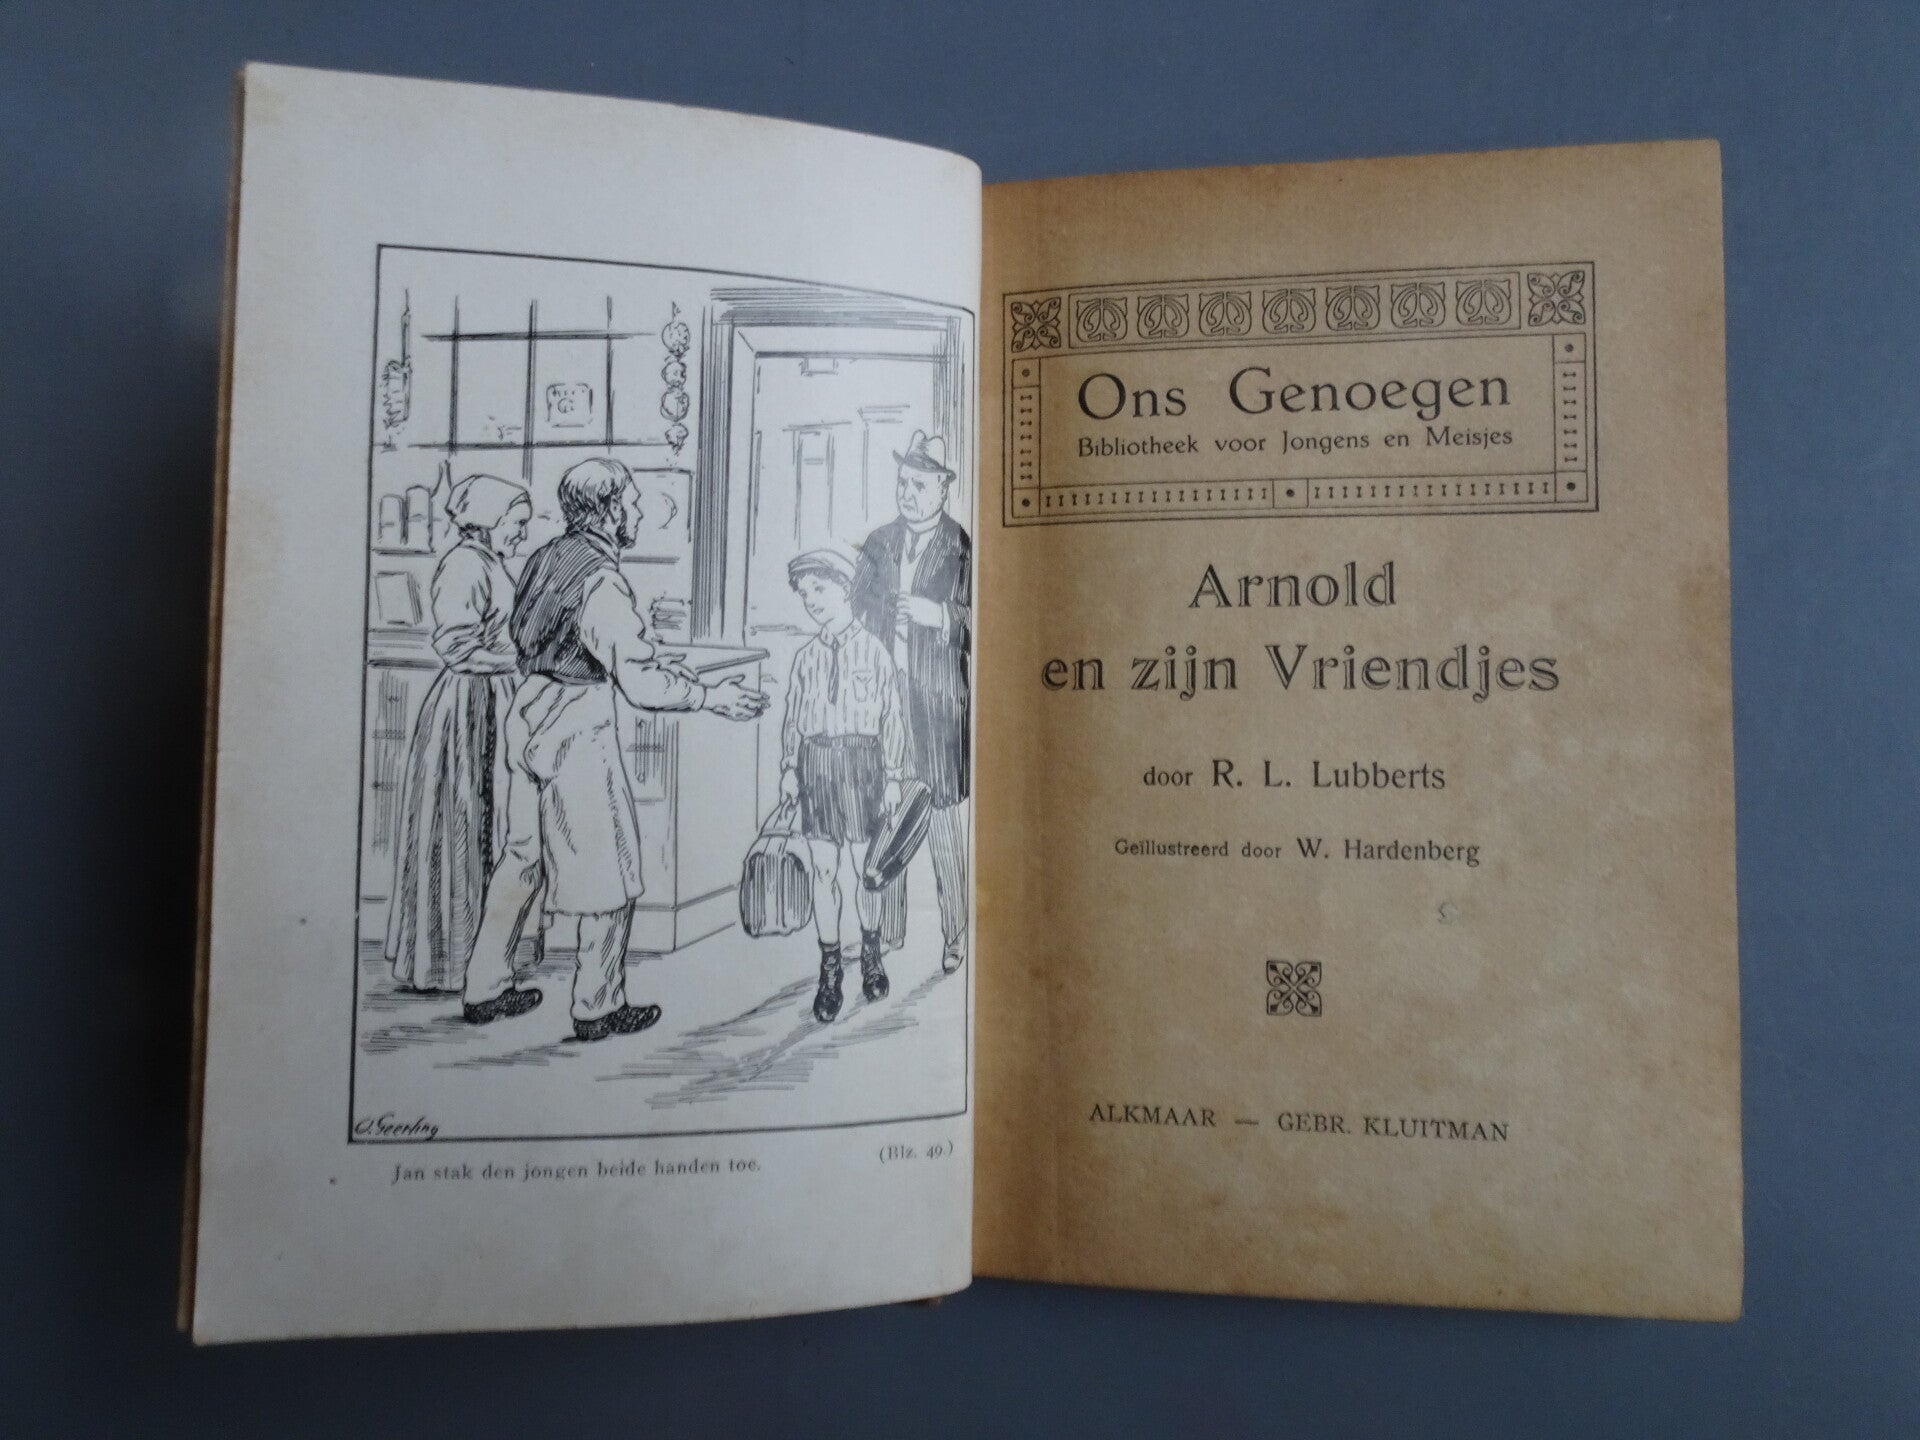 O. Geerling
Jan stak den jongen beide handen toe.
(Blz. 49.)
Ons Genoegen
Bibliotheek voor Jongens en Meisjes
Arnold
en zijn Vriendjes
door R. L. Lubberts
Geïllustreerd door W. Hardenberg
ALKMAAR — GEBR. KLUITMAN